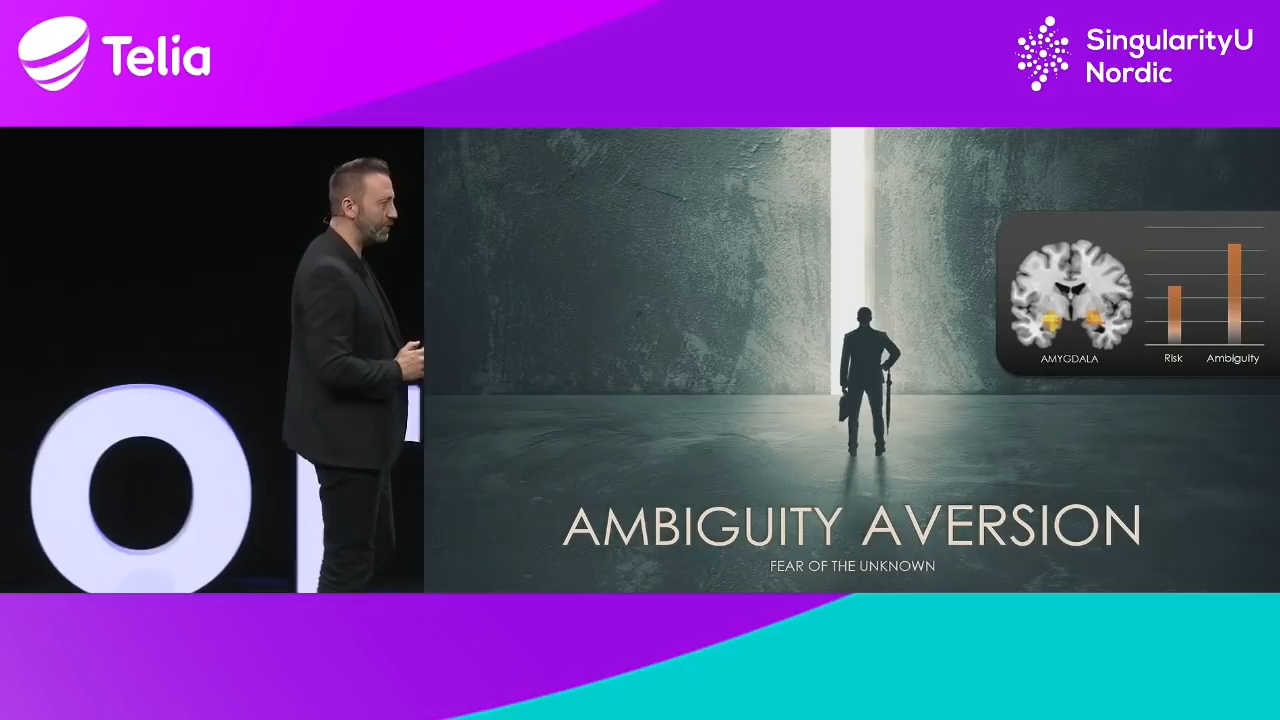 Telia
SingularityU
Nordic
AMYGDALA
Risk
Ambiguity
AMBIGUITY AVERSION
FEAR OF THE UNKNOWN